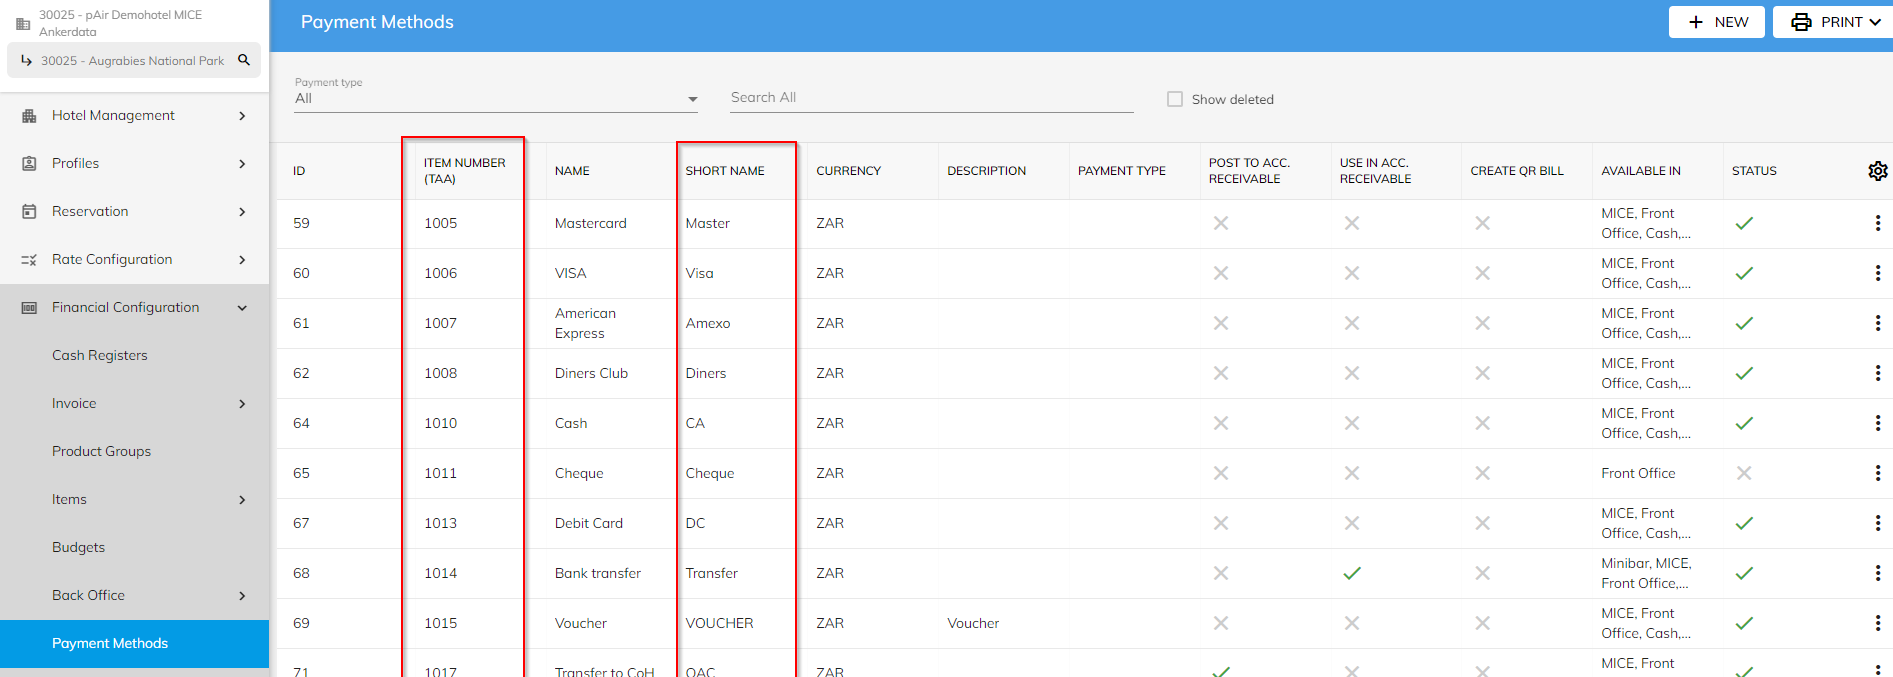 30025 - pAir Demohotel MICE
Ankerdata
30025 - Augrabies National Park
Hotel Management
Profiles
Reservation
Rate Configuration
Financial Configuration
Cash Registers
Invoice
Product Groups
Items
Budgets
Back Office
Payment Methods
Payment Methods
NEW PRINT
Payment type
All
Search All
Show deleted
ID ITEM NUMBER (TAA) NAME SHORT NAME CURRENCY DESCRIPTION PAYMENT TYPE POST TO ACC. RECEIVABLE USE IN ACC. RECEIVABLE CREATE QR BILL AVAILABLE IN STATUS
59 1005 Mastercard Master ZAR MICE, Front Office, Cash,...
60 1006 VISA Visa ZAR MICE, Front Office, Cash,...
61 1007 American Express Amexo ZAR MICE, Front Office, Cash,...
62 1008 Diners Club Diners ZAR MICE, Front Office, Cash,...
64 1010 Cash CA ZAR MICE, Front Office, Cash,...
65 1011 Cheque Cheque ZAR Front Office
67 1013 Debit Card DC ZAR MICE, Front Office, Cash,...
68 1014 Bank transfer Transfer ZAR Minibar, MICE, Front Office,...
69 1015 Voucher VOUCHER ZAR Voucher MICE, Front Office, Cash,...
71 1017 Transfer to CoH OAC ZAR MICE, Front